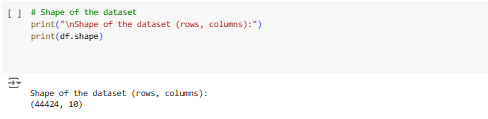 [ ] # Shape of the dataset
print("\nShape of the dataset (rows, columns):")
print(df.shape)
Shape of the dataset (rows, columns):
(44424, 10)